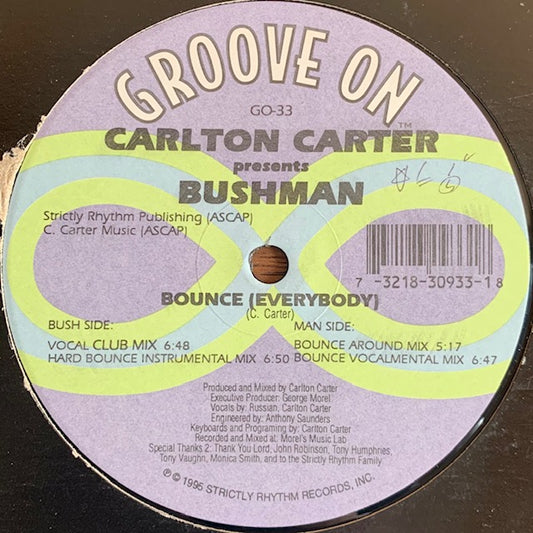 GROOVE ON
GO-33
CARLTON CARTER™
presents
BUSHMAN
Strictly Rhythm Publishing (ASCAP)
C. Carter Music (ASCAP)
7 -3218-30933-1 8
BOUNCE (EVERYBODY)
(C. Carter)
BUSH SIDE:
VOCAL CLUB MIX 6:48
HARD BOUNCE INSTRUMENTAL MIX 6:50
MAN SIDE:
BOUNCE AROUND MIX 5:17
BOUNCE VOCALMENTAL MIX 6:47
Produced and Mixed by Carlton Carter
Executive Producer: George Morel
Vocals by: Russian, Carlton Carter
Engineered by: Anthony Saunders
Keyboards and Programing by: Carlton Carter
Recorded and Mixed at: Morel's Music Lab
Special Thanks 2: Thank You Lord, John Robinson, Tony Humphries,
Tony Vaughn, Monica Smith, and to the Strictly Rhythm Family
℗ © 1995 STRICTLY RHYTHM RECORDS, INC.